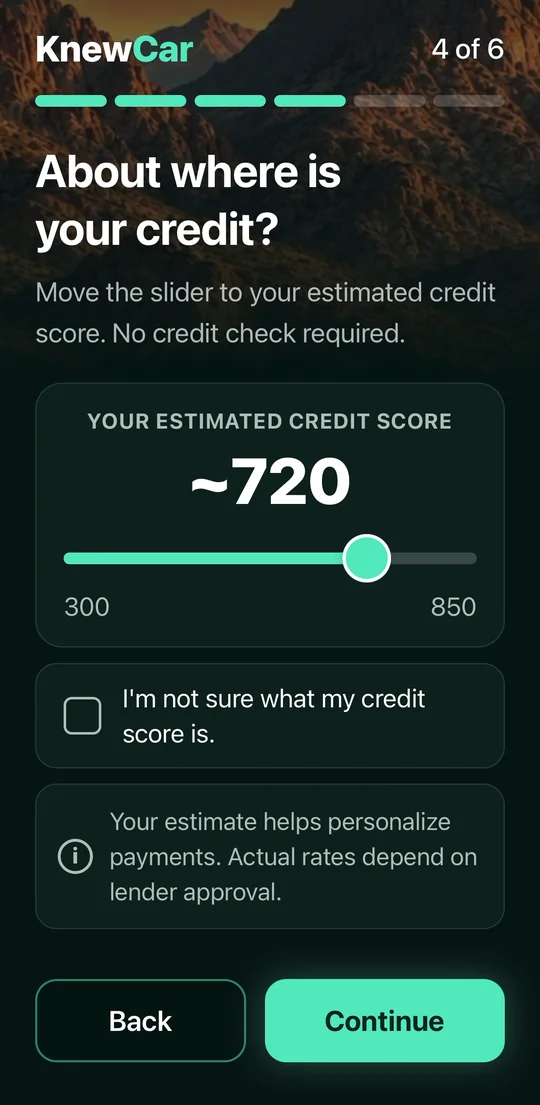 KnewCar
4 of 6
About where is
your credit?
Move the slider to your estimated credit
score. No credit check required.
YOUR ESTIMATED CREDIT SCORE
~720
300
850
I'm not sure what my credit
score is.
Your estimate helps personalize
payments. Actual rates depend on
lender approval.
Back
Continue